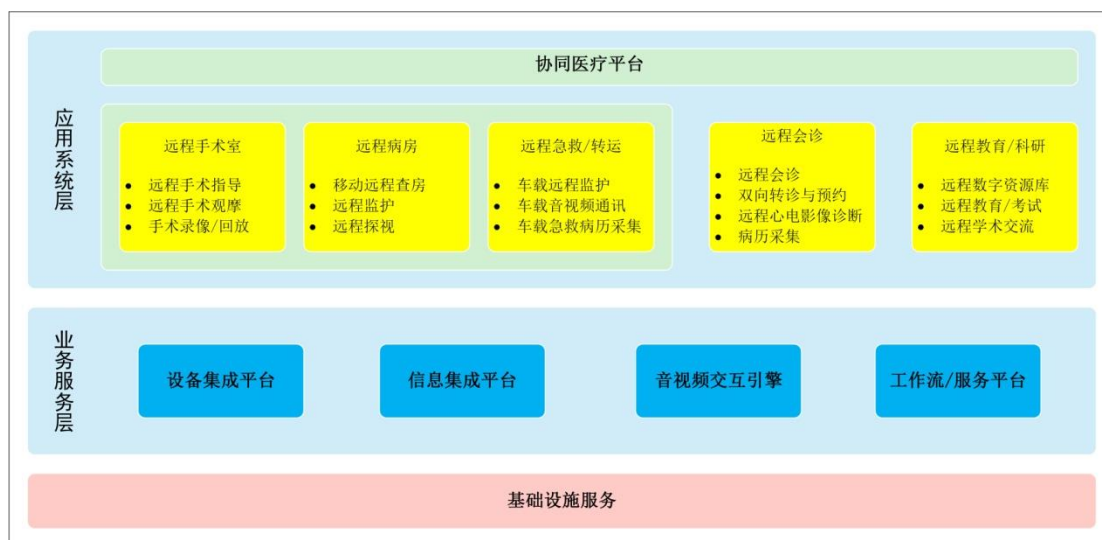 协同医疗平台
应用系统层
远程手术室
远程手术指导
远程手术观摩
手术录像/回放
远程病房
移动远程查房
远程监护
远程探视
远程急救/转运
车载远程监护
车载音视频通讯
车载急救病历采集
远程会诊
远程会诊
双向转诊与预约
远程心电影像诊断
病历采集
远程教育/科研
远程数字资源库
远程教育/考试
远程学术交流
业务服务层
设备集成平台
信息集成平台
音视频交互引擎
工作流/服务平台
基础设施服务